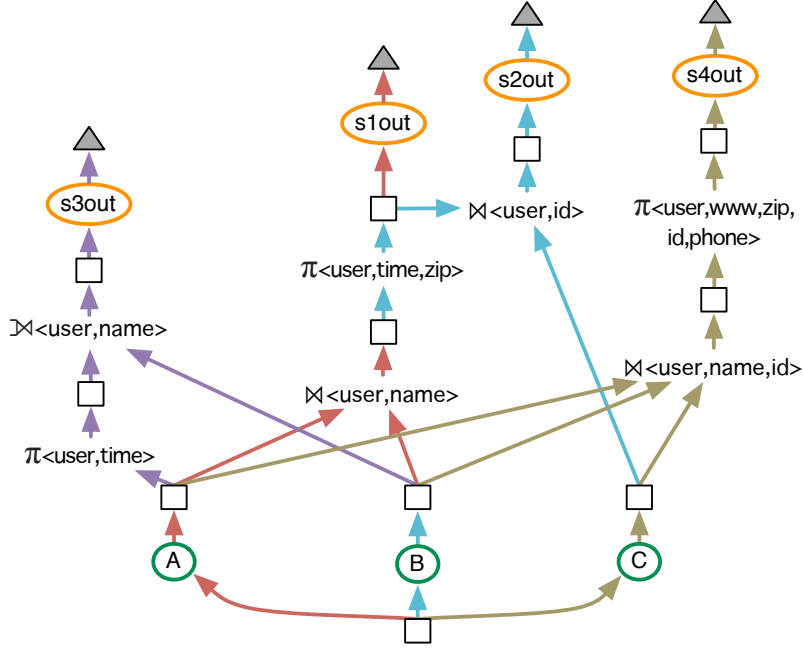 s2out
s4out
s1out
s3out
⋈<user,id>
π<user,www,zip,
id,phone>
π<user,time,zip>
⟕<user,name>
⋈<user,name>
⋈<user,name,id>
π<user,time>
A
B
C